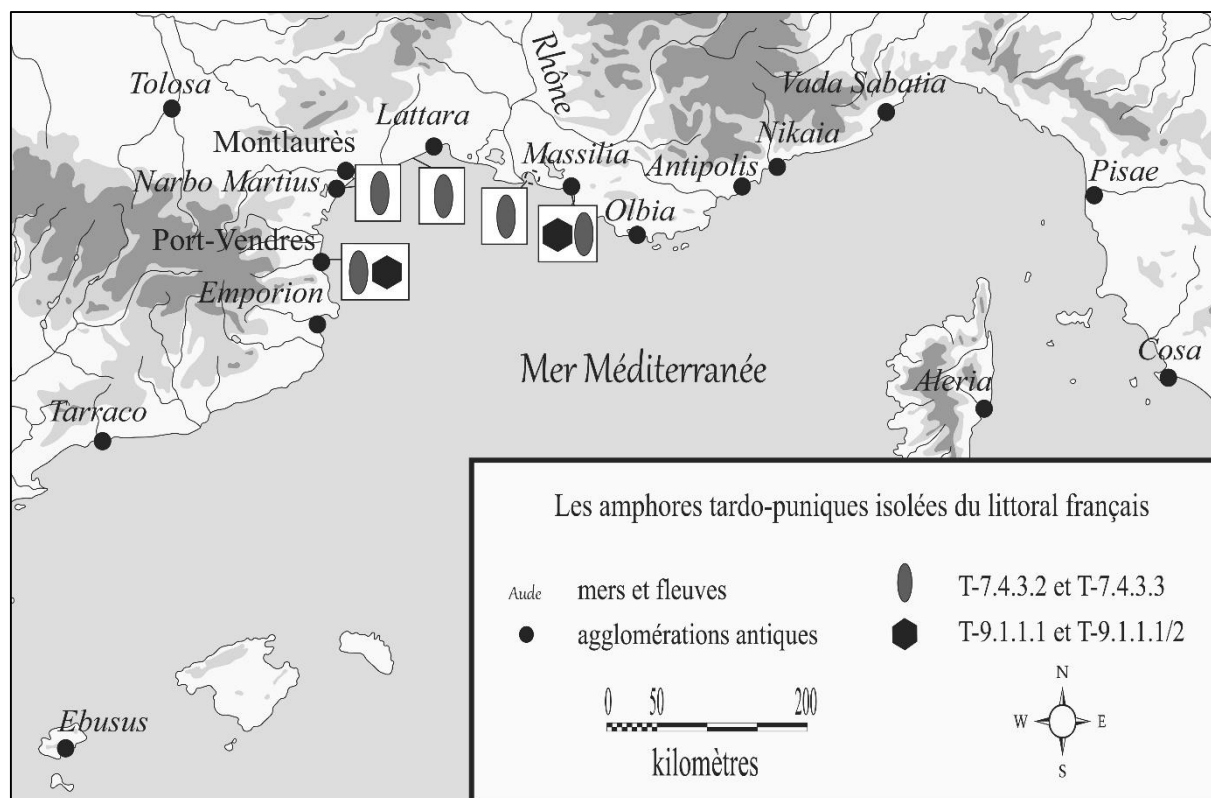 Tolosa
Rhône
Vada Sabatia
Lattara
Montlaurès
Nikaia
Massilia
Antipolis
Narbo Martius
Pisae
Olbia
Port-Vendres
Emporion
Mer Méditerranée
Cosa
Aleria
Tarraco
Ebusus
Les amphores tardo-puniques isolées du littoral français
Aude mers et fleuves
agglomérations antiques
T-7.4.3.2 et T-7.4.3.3
T-9.1.1.1 et T-9.1.1.1/2
0 50 200
kilomètres
N
W E
S